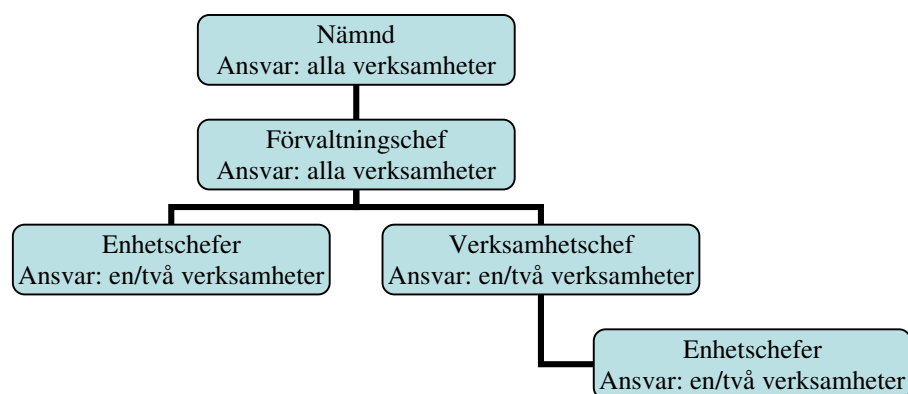 Nämnd
Ansvar: alla verksamheter
Förvaltningschef
Ansvar: alla verksamheter
Enhetschefer
Ansvar: en/två verksamheter
Verksamhetschef
Ansvar: en/två verksamheter
Enhetschefer
Ansvar: en/två verksamheter